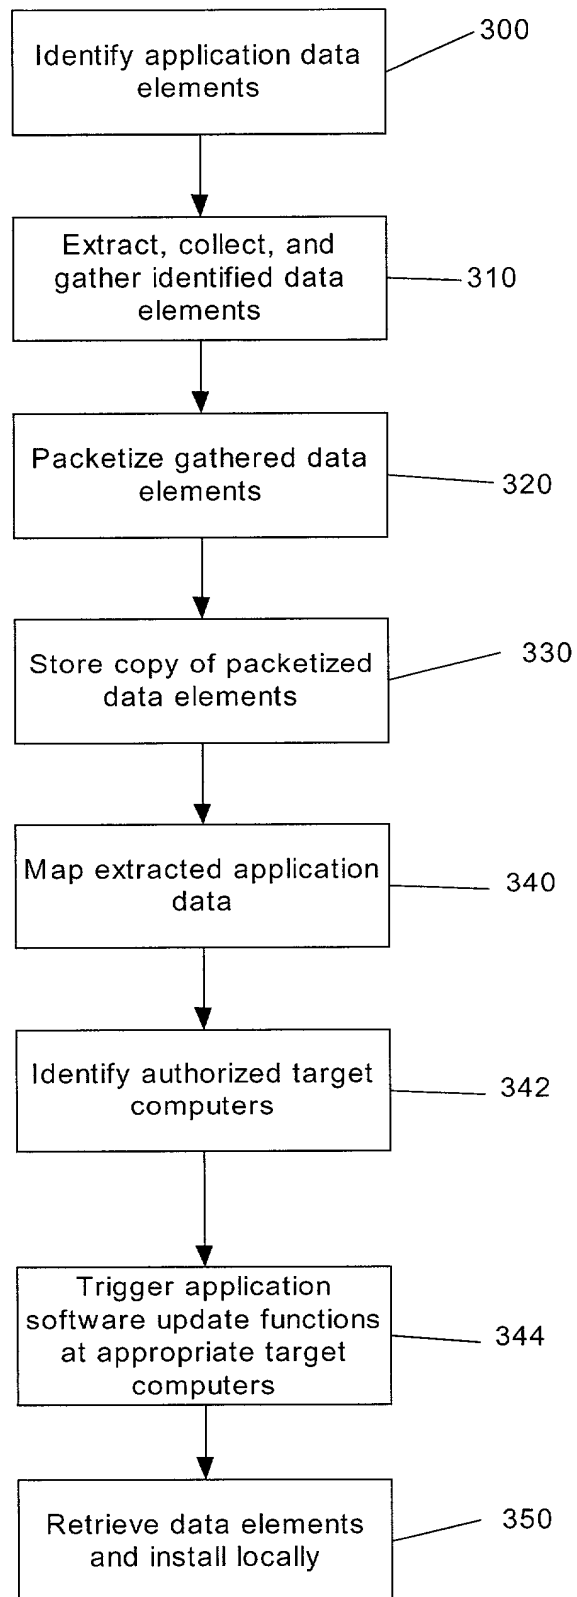 Identify application data
elements
300
Extract, collect, and
gather identified data
elements
310
Packetize gathered data
elements
320
Store copy of packetized
data elements
330
Map extracted application
data
340
Identify authorized target
computers
342
Trigger application
software update functions
at appropriate target
computers
344
Retrieve data elements
and install locally
350